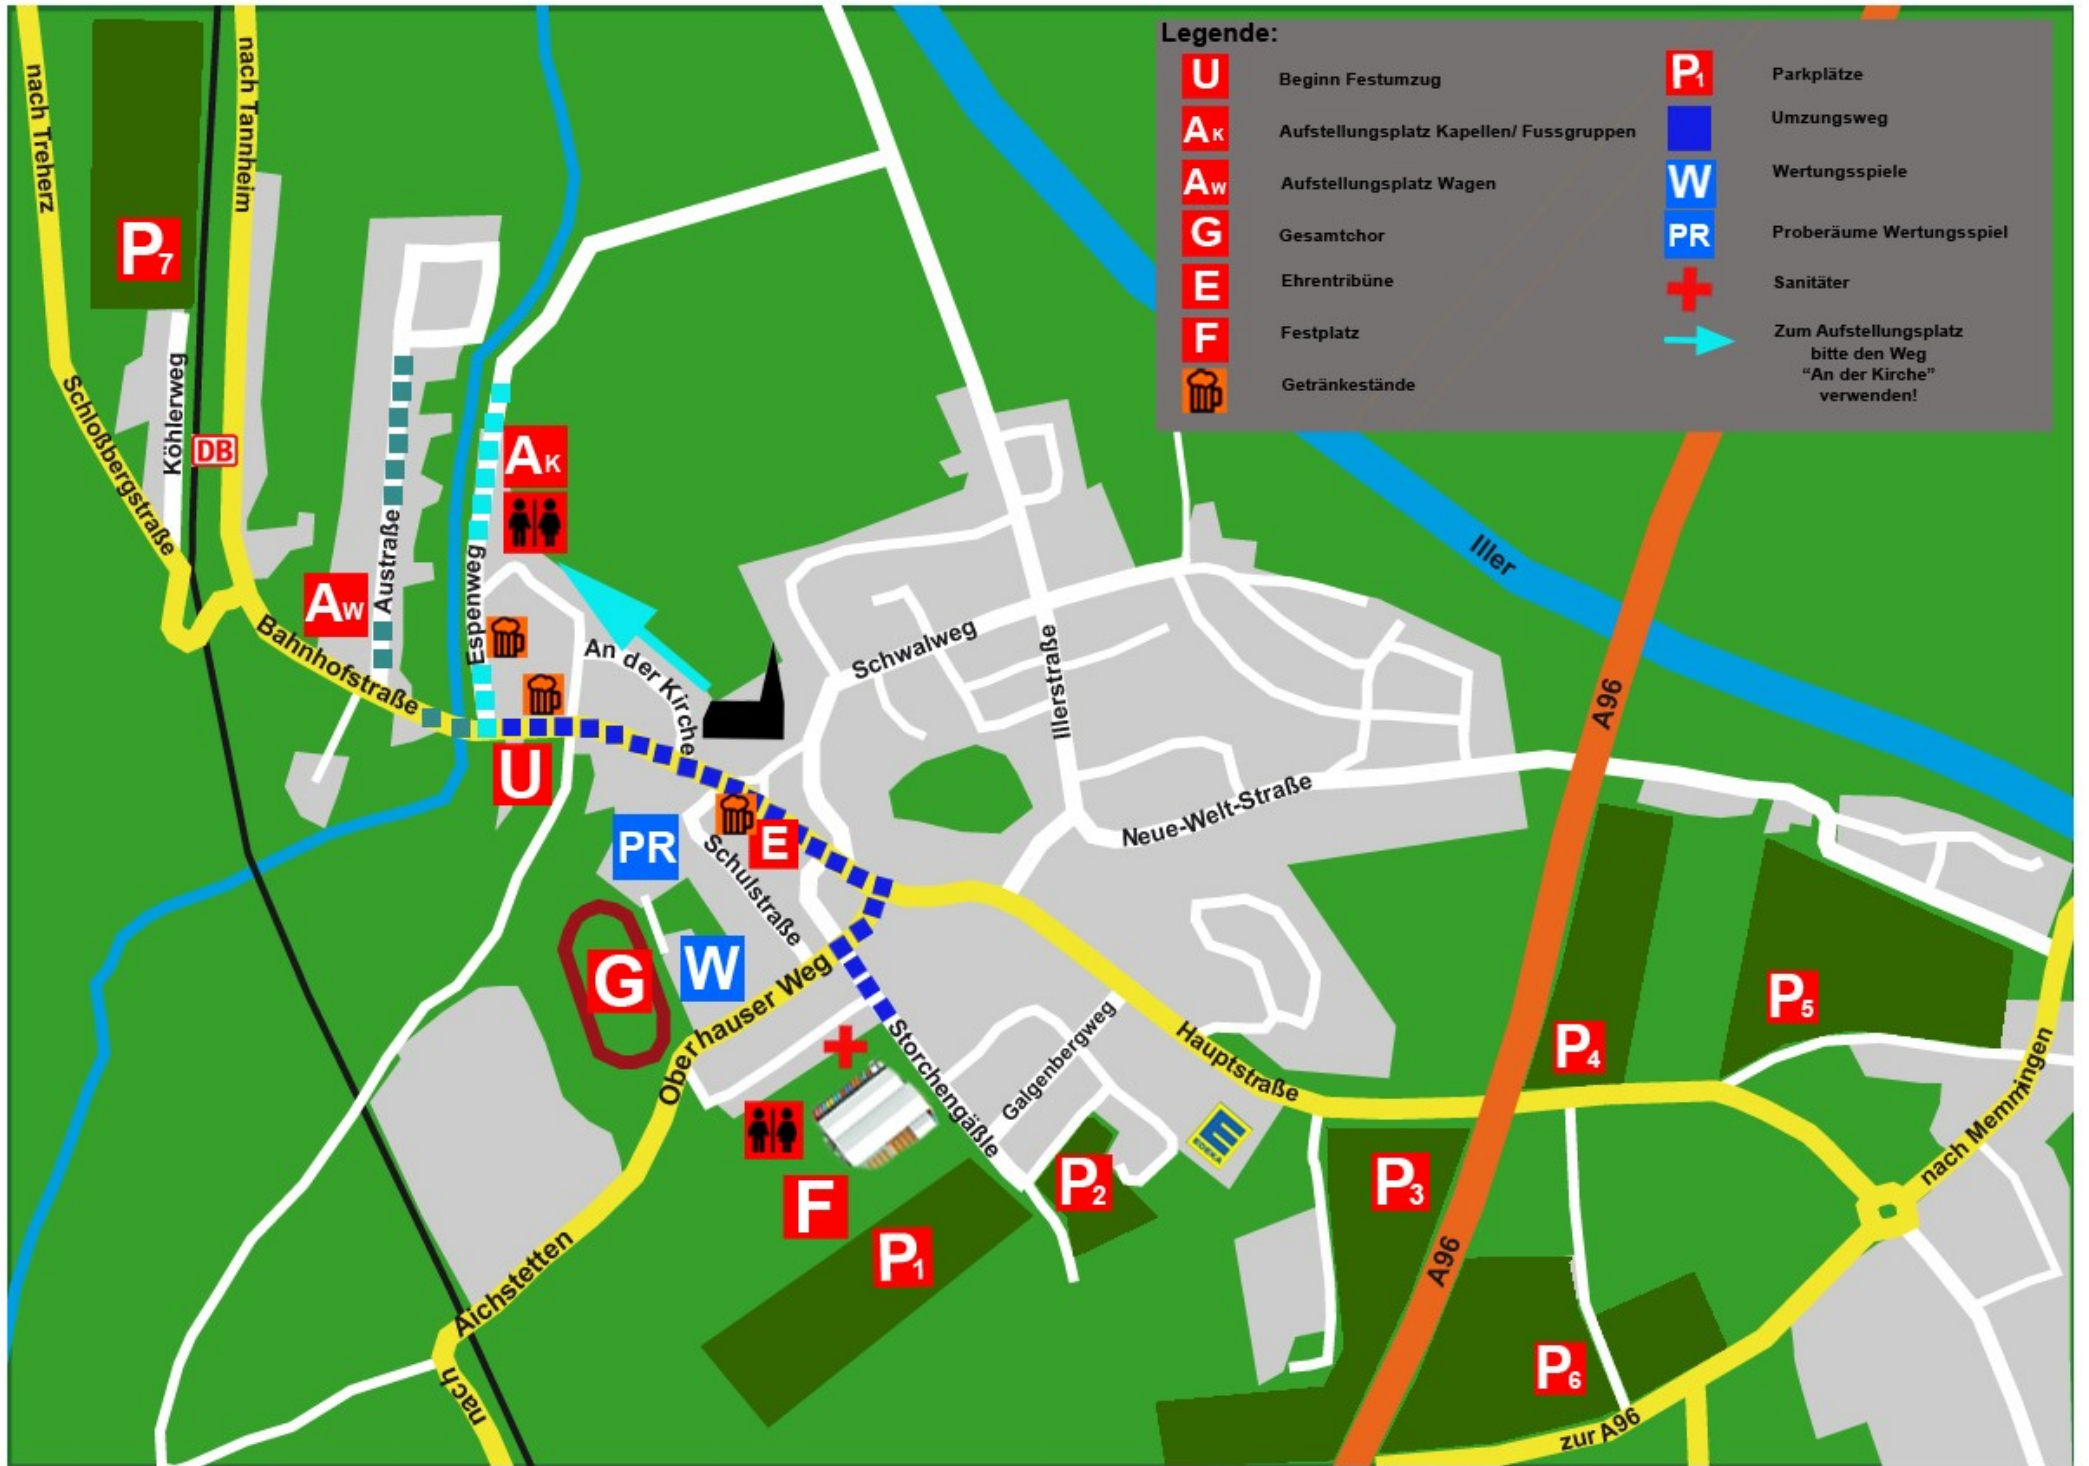 Legende:
U
Beginn Festumzug
AK
Aufstellungsplatz Kapellen/ Fussgruppen
AW
Aufstellungsplatz Wagen
G
Gesamtchor
E
Ehrentribüne
F
Festplatz
Getränkestände
P1
Parkplätze
Umzungsweg
W
Wertungsspiele
PR
Proberäume Wertungsspiel
Sanitäter
Zum Aufstellungsplatz
bitte den Weg
“An der Kirche”
verwenden!
nach Treherz
nach Tannheim
P7
Köhlerweg
DB
Schloßbergstraße
Austraße
AK
Espenweg
AW
Bahnhofstraße
An der Kirche
U
Schwalweg
Illerstraße
Iller
A96
Neue-Welt-Straße
PR
E
Schulstraße
G
W
Oberhauser Weg
Storchengäßle
Galgenbergweg
Hauptstraße
P5
P4
nach Memmingen
E
EDEKA
P2
P3
F
P1
A96
P6
Aichstetten
nach
zur A96